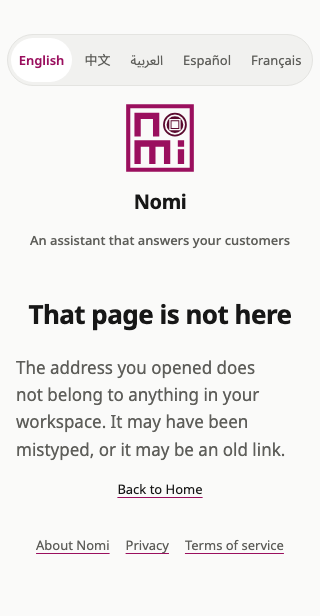 English 中文 العربية Español Français
nomi
Nomi
An assistant that answers your customers
That page is not here
The address you opened does
not belong to anything in your
workspace. It may have been
mistyped, or it may be an old link.
Back to Home
About Nomi Privacy Terms of service